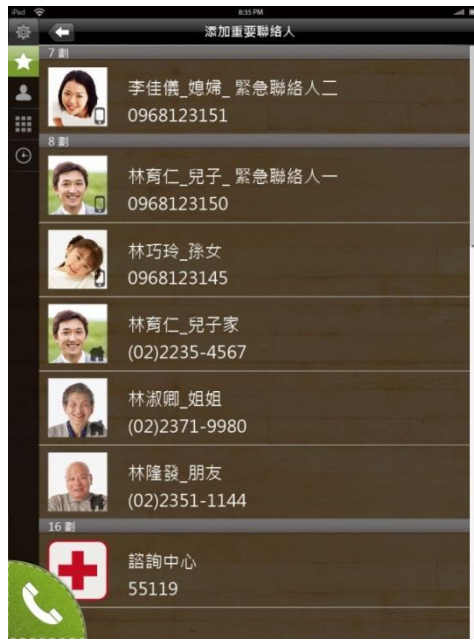 iPad
8:35 PM
添加重要聯絡人
7 劃
李佳儀_媳婦_ 緊急聯絡人二
0968123151
8 劃
林育仁_兒子_ 緊急聯絡人一
0968123150
林巧玲_孫女
0968123145
林育仁_兒子家
(02)2235-4567
林淑卿_姐姐
(02)2371-9980
林隆發_朋友
(02)2351-1144
16 劃
諮詢中心
55119